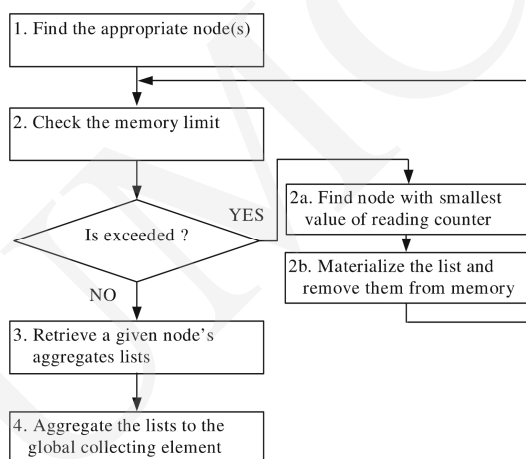 1. Find the appropriate node(s)
2. Check the memory limit
Is exceeded ?
YES
NO
2a. Find node with smallest
value of reading counter
2b. Materialize the list and
remove them from memory
3. Retrieve a given node's
aggregates lists
4. Aggregate the lists to the
global collecting element